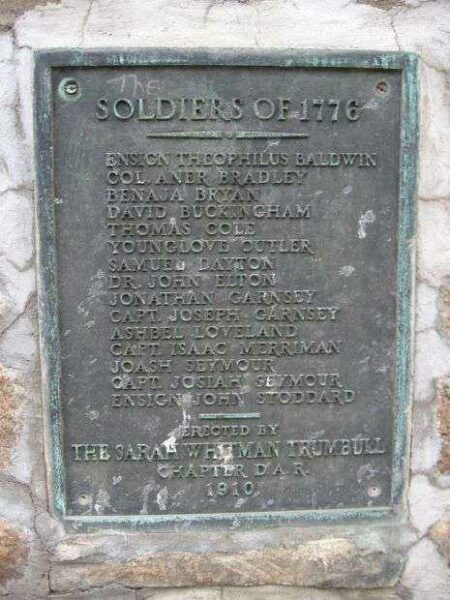 The
SOLDIERS OF 1776
ENSIGN THEOPHILUS BALDWIN
COL. ANER BRADLEY
BENAJA BRYAN
DAVID BUCKINGHAM
THOMAS COLE
YOUNGLOVE CUTLER
SAMUEL DAYTON
DR. JOHN ELTON
JONATHAN GARNSEY
CAPT. JOSEPH GARNSEY
ASHBEL LOVELAND
CAPT. ISAAC MERRIMAN
JOASH SEYMOUR
CAPT. JOSIAH SEYMOUR
ENSIGN JOHN STODDARD
ERECTED BY
THE SARAH WHITMAN TRUMBULL
CHAPTER D.A.R.
1910